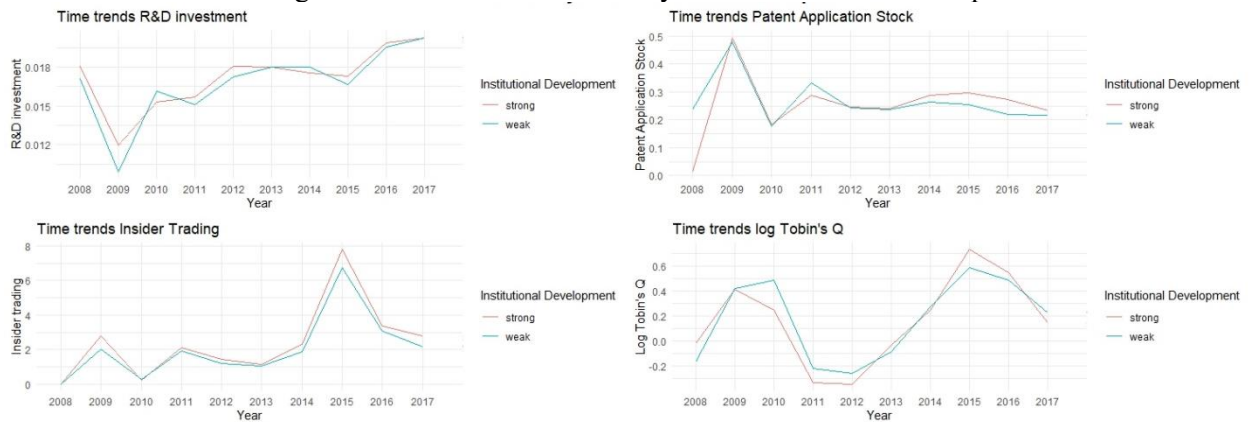 Time trends R&D investment
R&D investment
0.018
0.015
0.012
2008 2009 2010 2011 2012 2013 2014 2015 2016 2017
Year
Institutional Development
strong
weak
Time trends Patent Application Stock
Patent Application Stock
0.5
0.4
0.3
0.2
0.1
0.0
2008 2009 2010 2011 2012 2013 2014 2015 2016 2017
Year
Institutional Development
strong
weak
Time trends Insider Trading
Insider trading
8
6
4
2
0
2008 2009 2010 2011 2012 2013 2014 2015 2016 2017
Year
Institutional Development
strong
weak
Time trends log Tobin's Q
Log Tobin's Q
0.6
0.4
0.2
0.0
-0.2
2008 2009 2010 2011 2012 2013 2014 2015 2016 2017
Year
Institutional Development
strong
weak